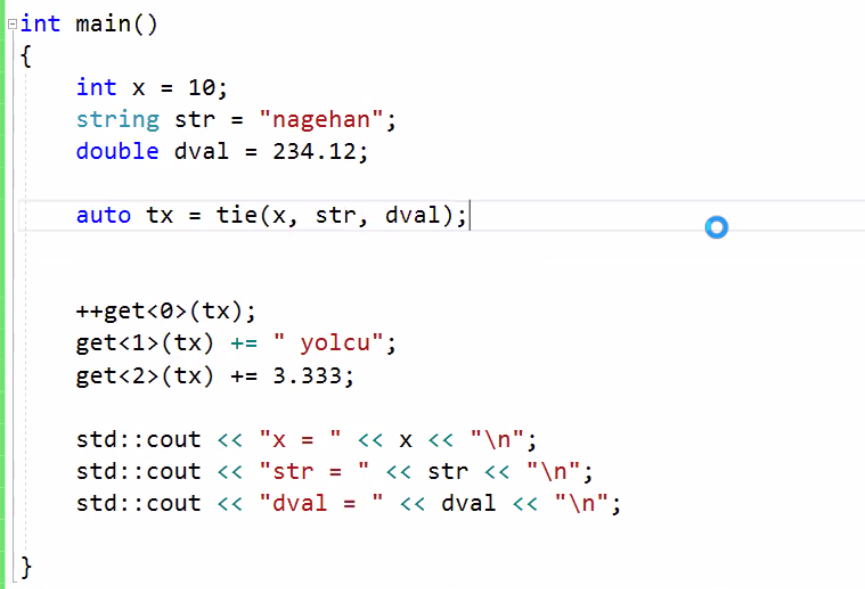 int main()
{
    int x = 10;
    string str = "nagehan";
    double dval = 234.12;

    auto tx = tie(x, str, dval);

    ++get<0>(tx);
    get<1>(tx) += " yolcu";
    get<2>(tx) += 3.333;

    std::cout << "x = " << x << "\n";
    std::cout << "str = " << str << "\n";
    std::cout << "dval = " << dval << "\n";

}